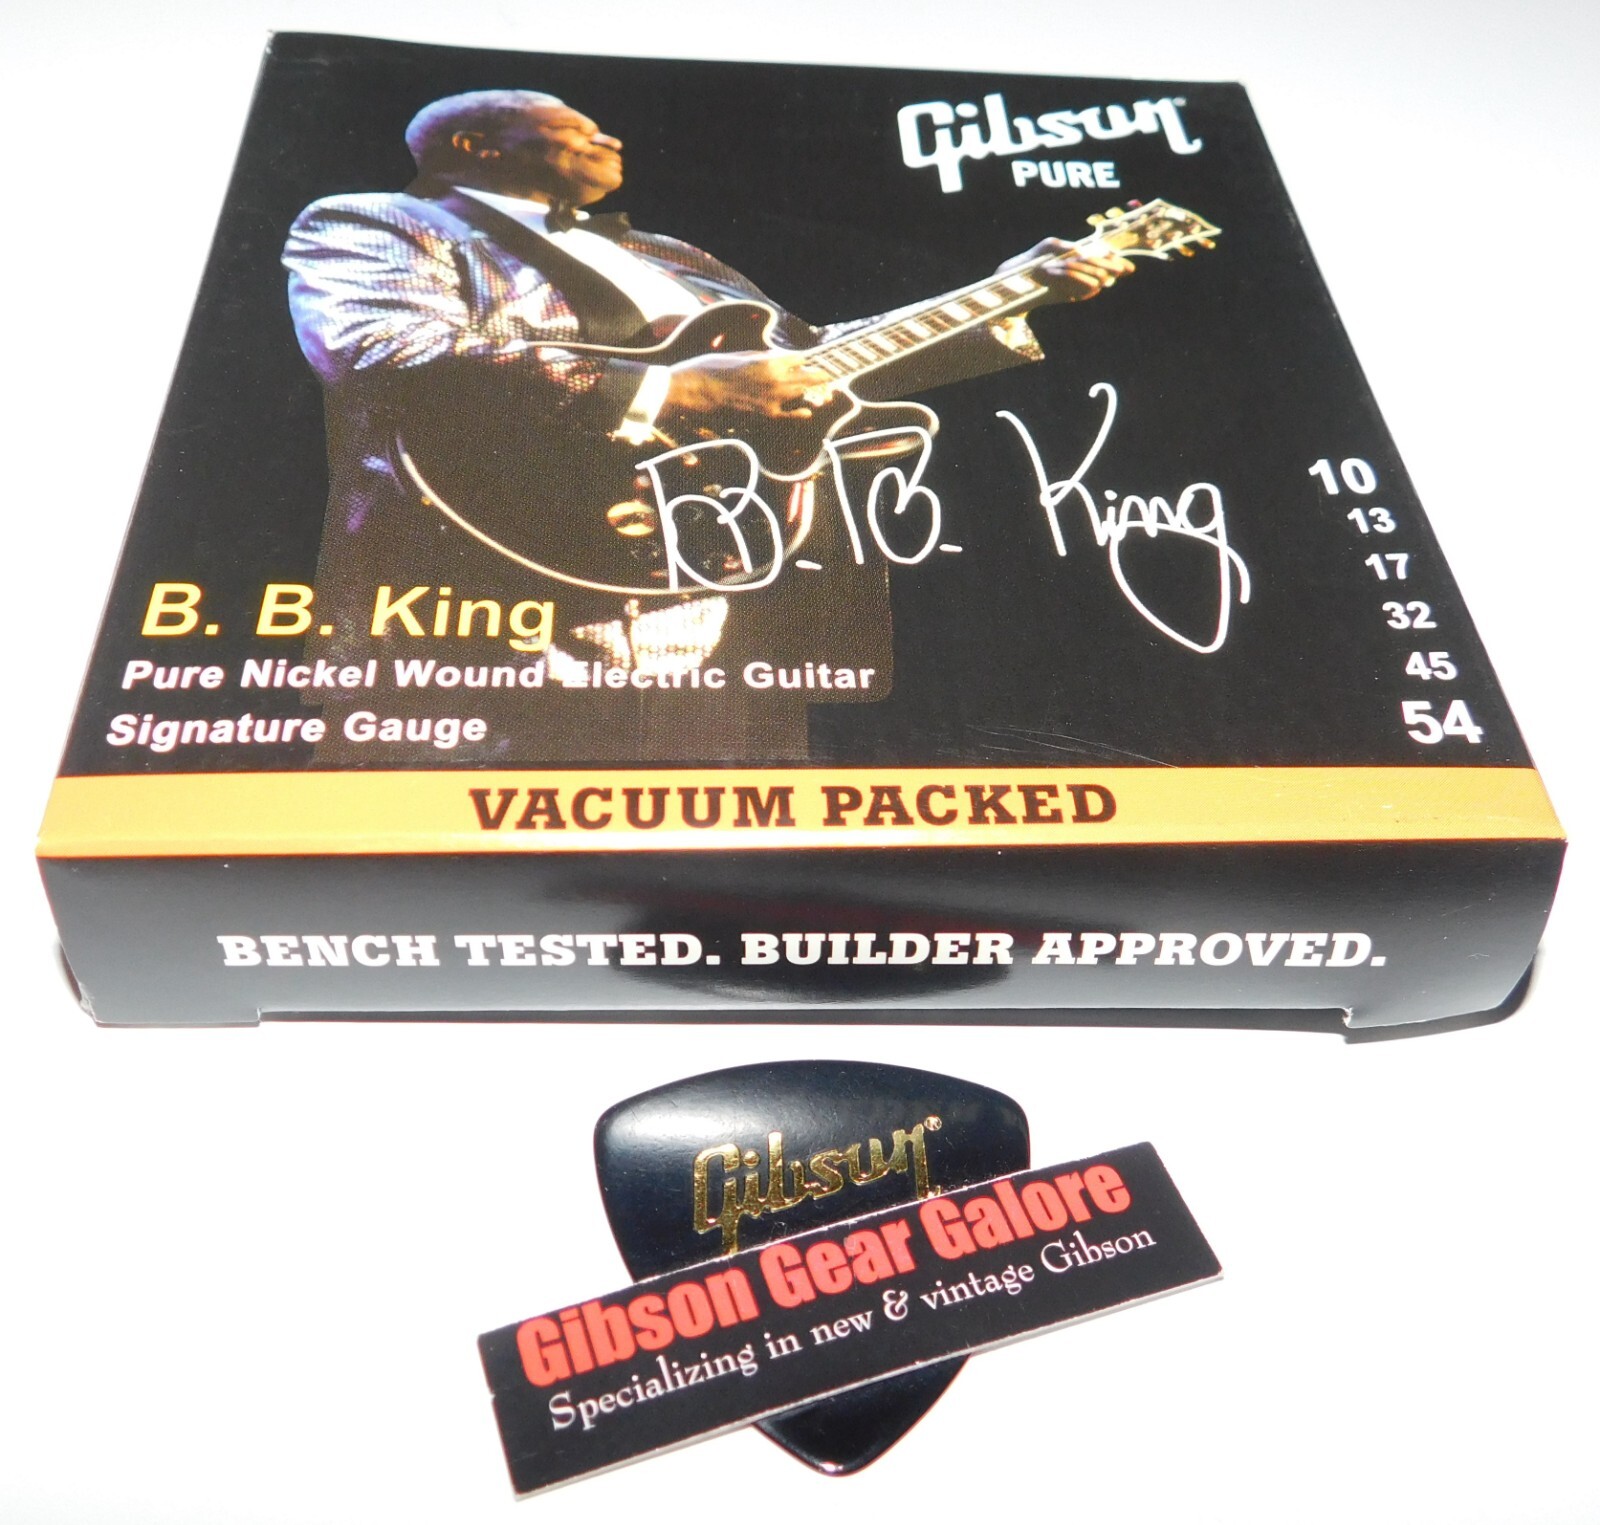 Gibson
PURE
B. B. King
10
13
17
32
45
54
B. B. King
Pure Nickel Wound Electric Guitar
Signature Gauge
VACUUM PACKED
BENCH TESTED. BUILDER APPROVED.
Gibson®
Gibson Gear Galore
Specializing in new & vintage Gibson